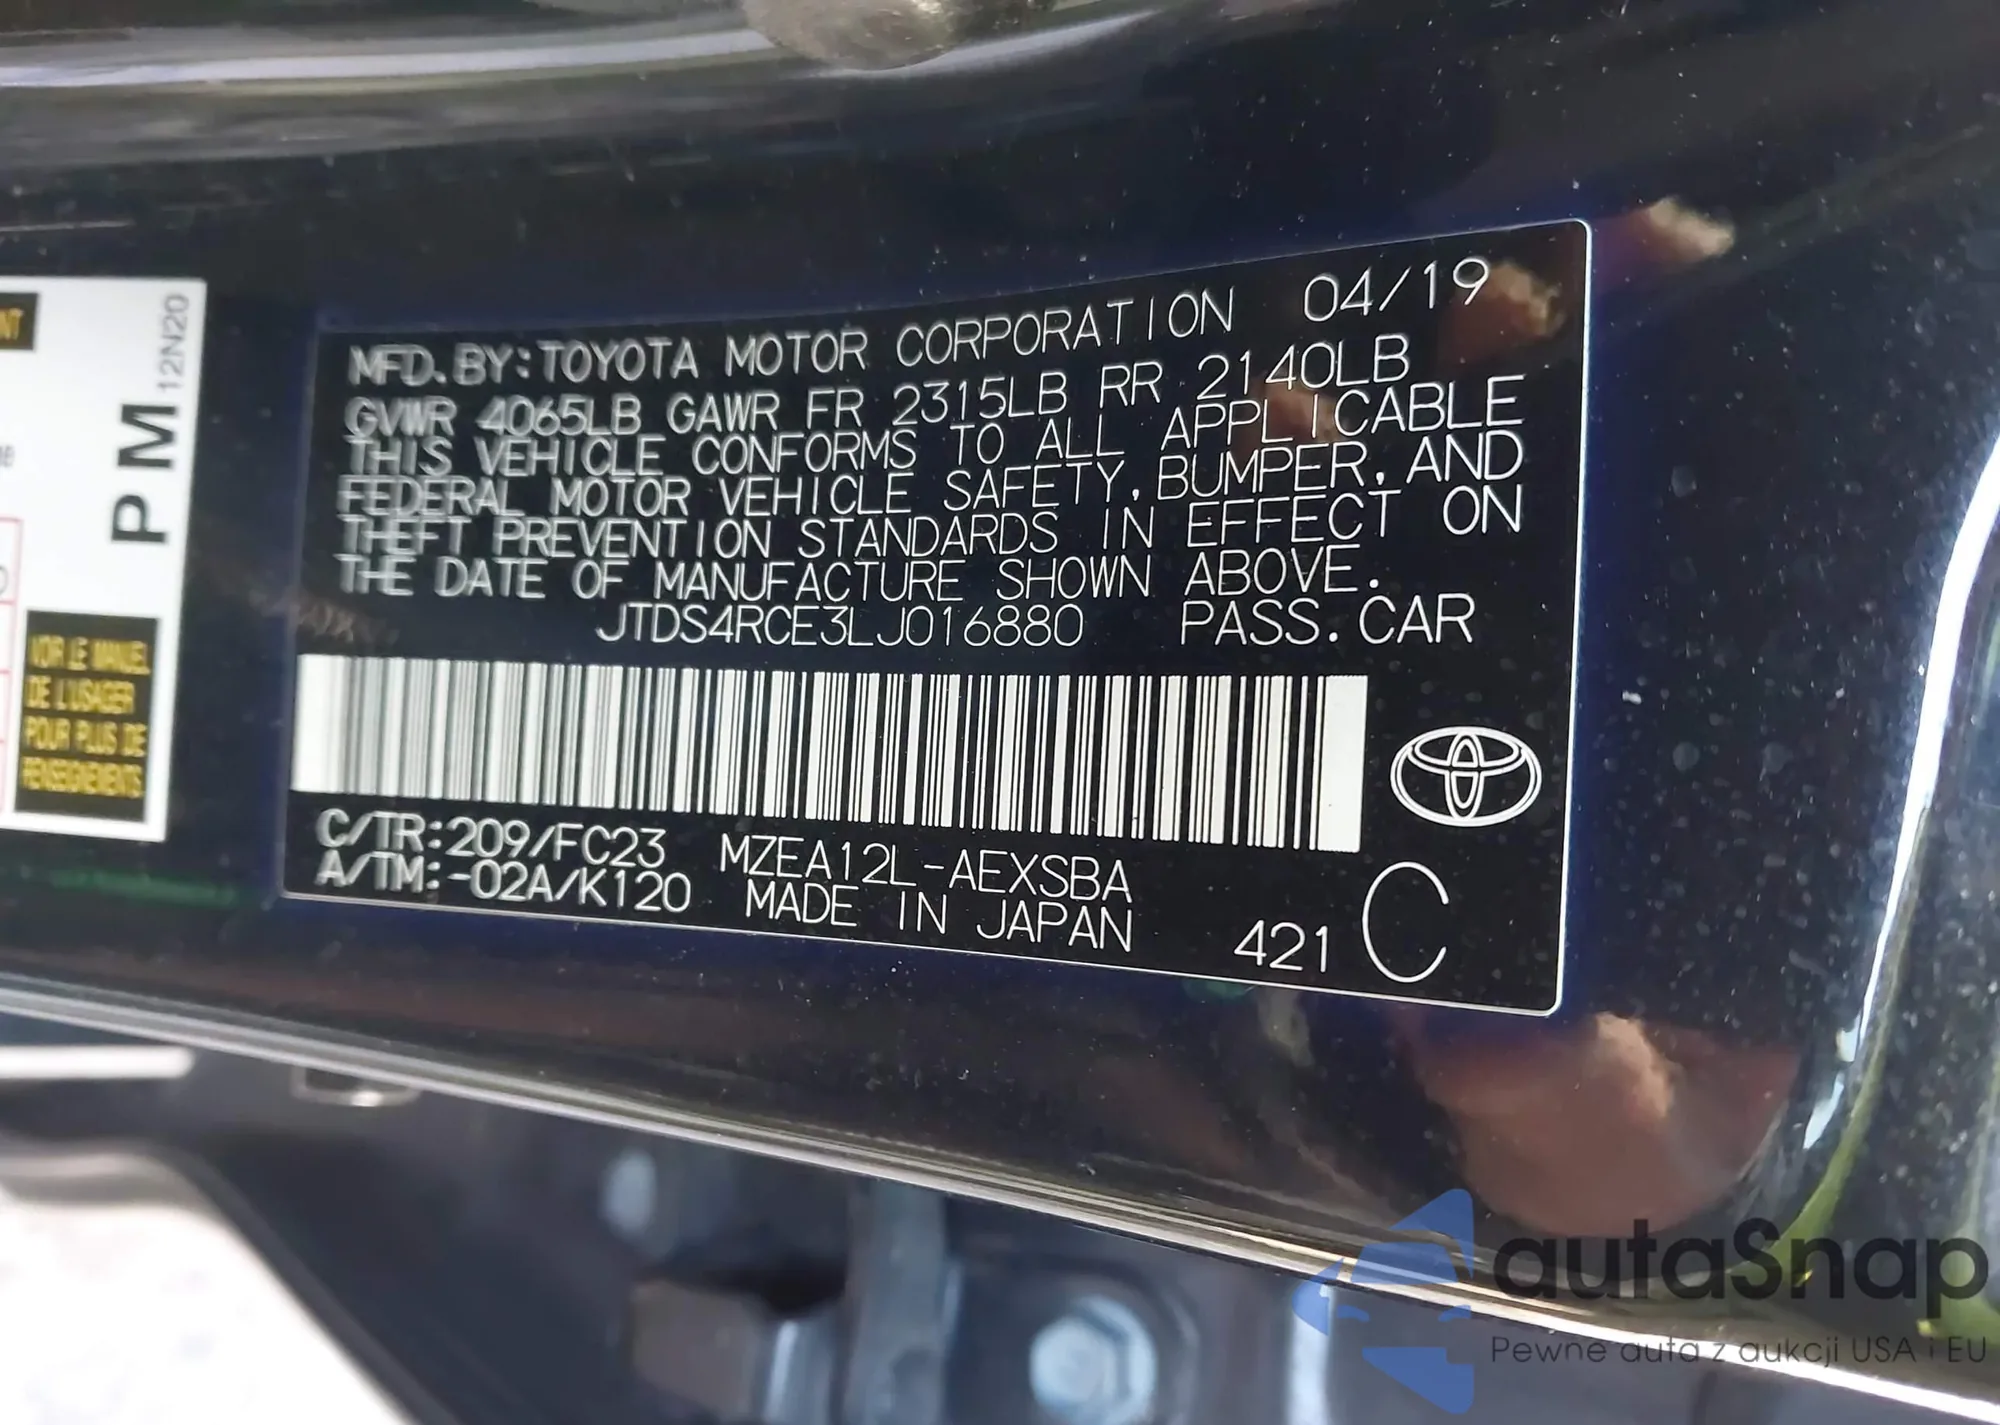 MFD. BY: TOYOTA MOTOR CORPORATION 04/19
GVWR 4065LB GAWR FR 2315LB RR 2140LB
THIS VEHICLE CONFORMS TO ALL APPLICABLE
FEDERAL MOTOR VEHICLE SAFETY, BUMPER, AND
THEFT PREVENTION STANDARDS IN EFFECT ON
THE DATE OF MANUFACTURE SHOWN ABOVE.
JTDS4RCE3LJ016880 PASS. CAR
C/TR: 209/FC23 MZEA12L-AEXSBA
A/TM: -02A/K120 MADE IN JAPAN 421 C
PM 12N20
VOIR LE MANUEL
DE L'USAGER
POUR PLUS DE
RENSEIGNEMENTS
autaSnap
Pewne auta z aukcji USA i EU